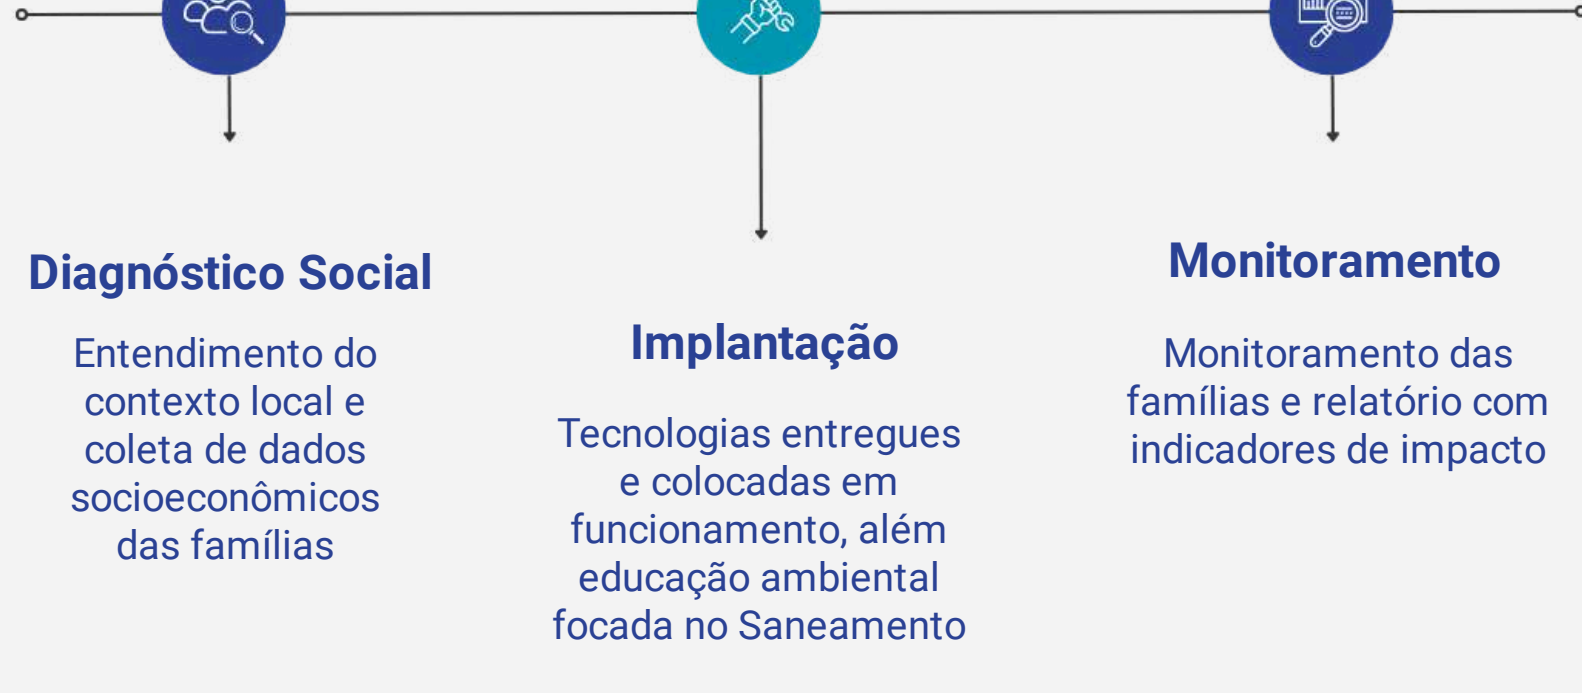 Diagnóstico Social
Entendimento do
contexto local e
coleta de dados
socioeconômicos
das famílias
Implantação
Tecnologias entregues
e colocadas em
funcionamento, além
educação ambiental
focada no Saneamento
Monitoramento
Monitoramento das
famílias e relatório com
indicadores de impacto